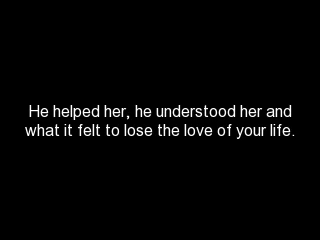 He helped her, he understood her and
what it felt to lose the love of your life.